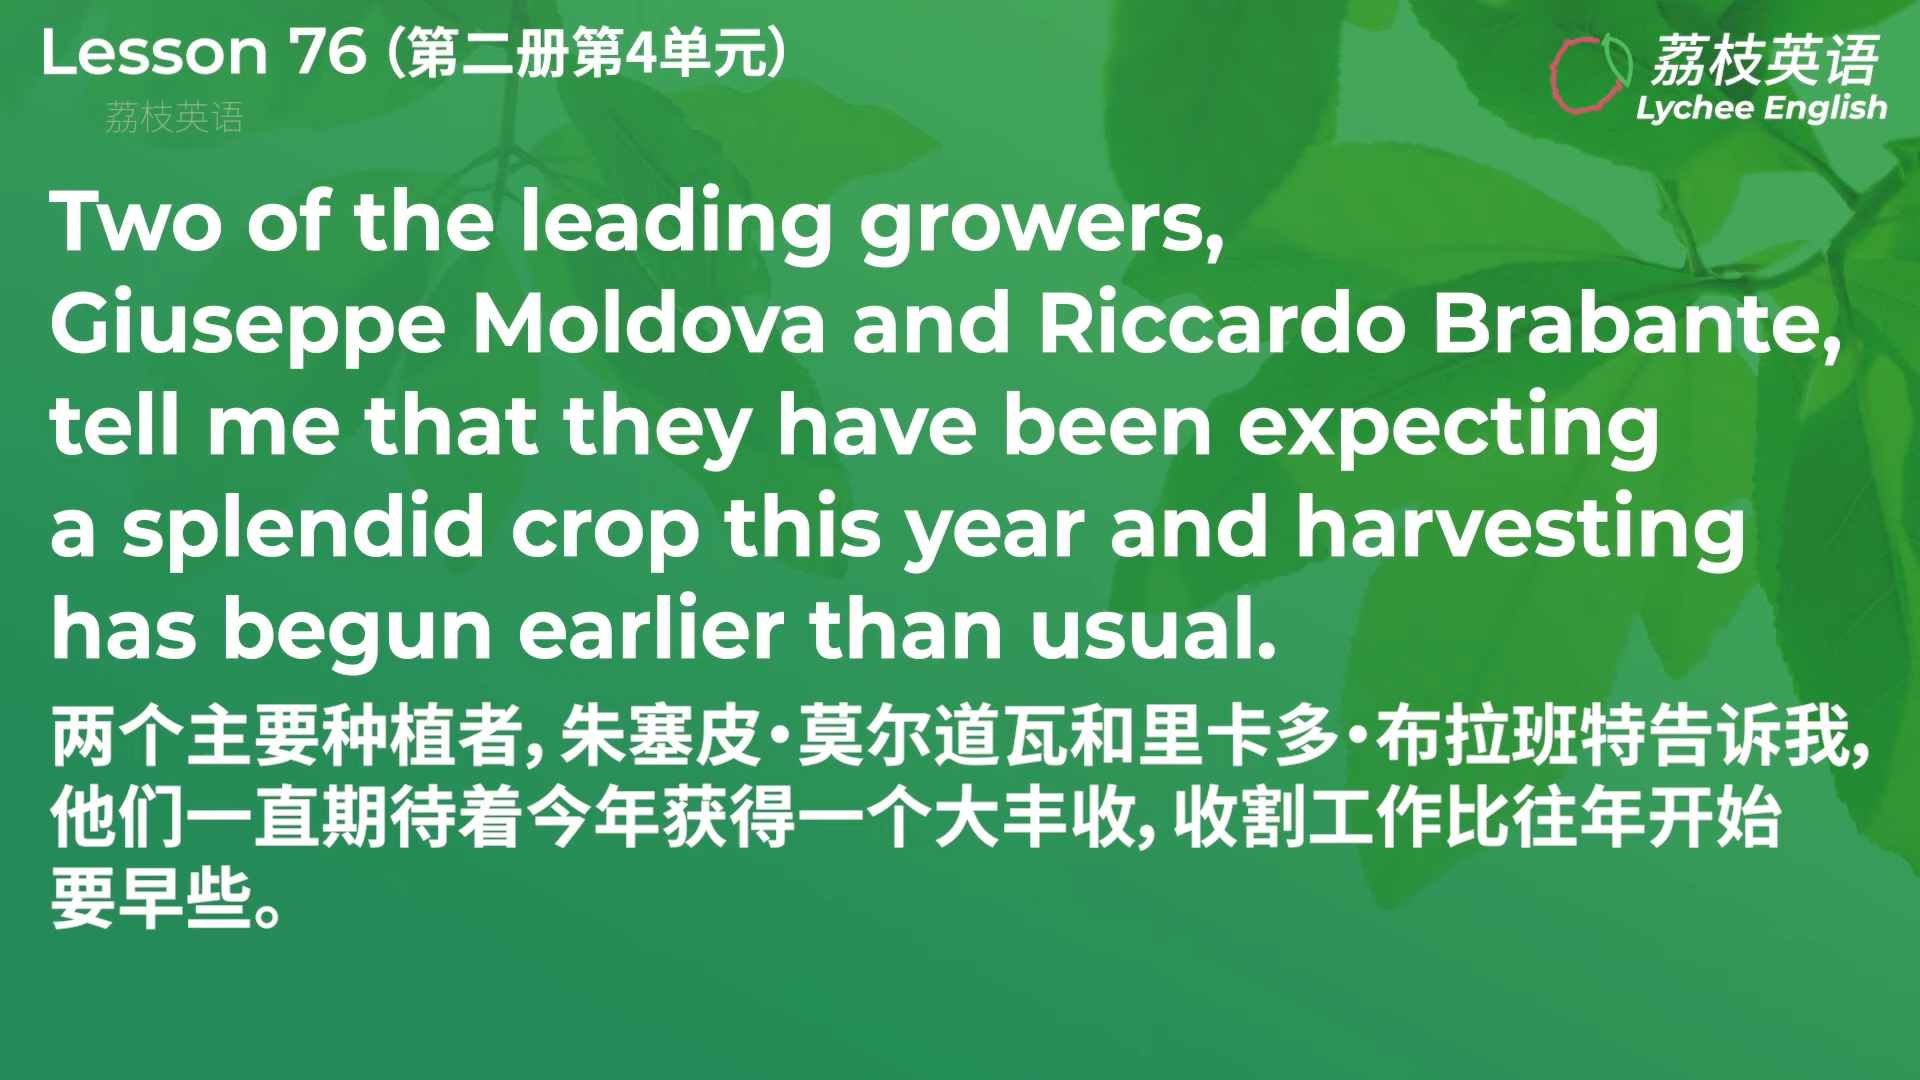 Lesson 76（第二册第4单元）
荔枝英语
荔枝英语
Lychee English
Two of the leading growers,
Giuseppe Moldova and Riccardo Brabante,
tell me that they have been expecting
a splendid crop this year and harvesting
has begun earlier than usual.
两个主要种植者, 朱塞皮•莫尔道瓦和里卡多•布拉班特告诉我,
他们一直期待着今年获得一个大丰收, 收割工作比往年开始
要早些。